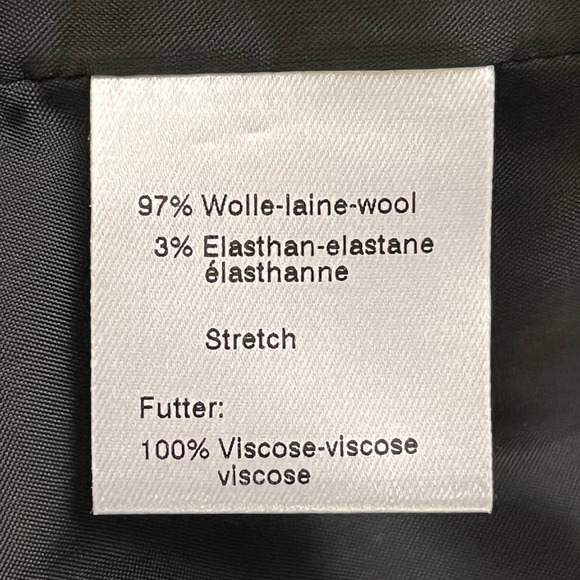 97% Wolle-laine-wool
3% Elasthan-elastane
élasthanne
Stretch
Futter:
100% Viscose-viscose
viscose